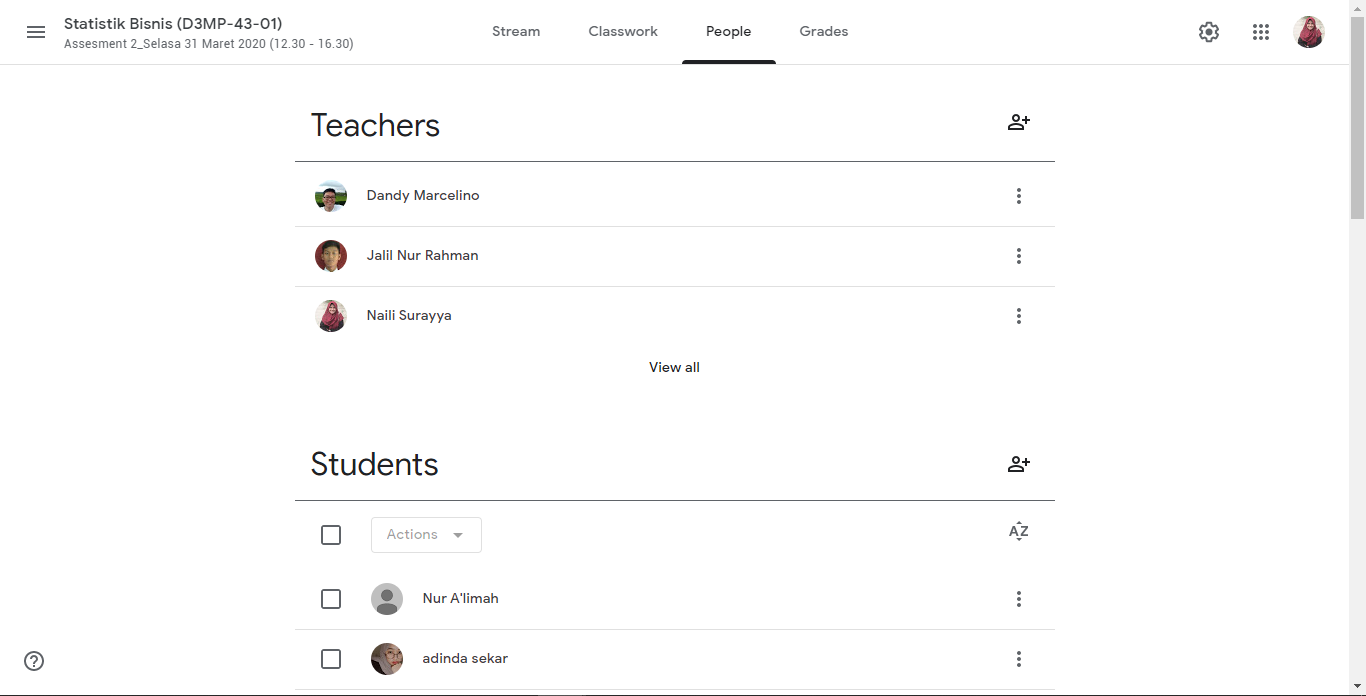 Statistik Bisnis (D3MP-43-01)
Assesment 2_Selasa 31 Maret 2020 (12.30 - 16.30)
Stream
Classwork
People
Grades
Teachers
Dandy Marcelino
Jalil Nur Rahman
Naili Surayya
View all
Students
Actions
AZ
Nur A'limah
adinda sekar